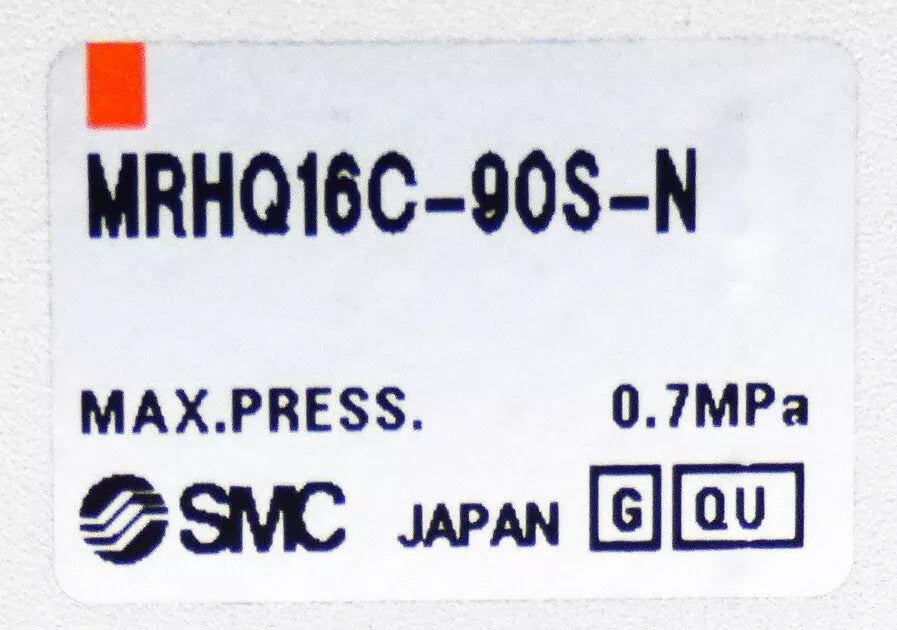 MRHQ16C-90S-N
MAX.PRESS. 0.7MPa
SMC JAPAN G QU